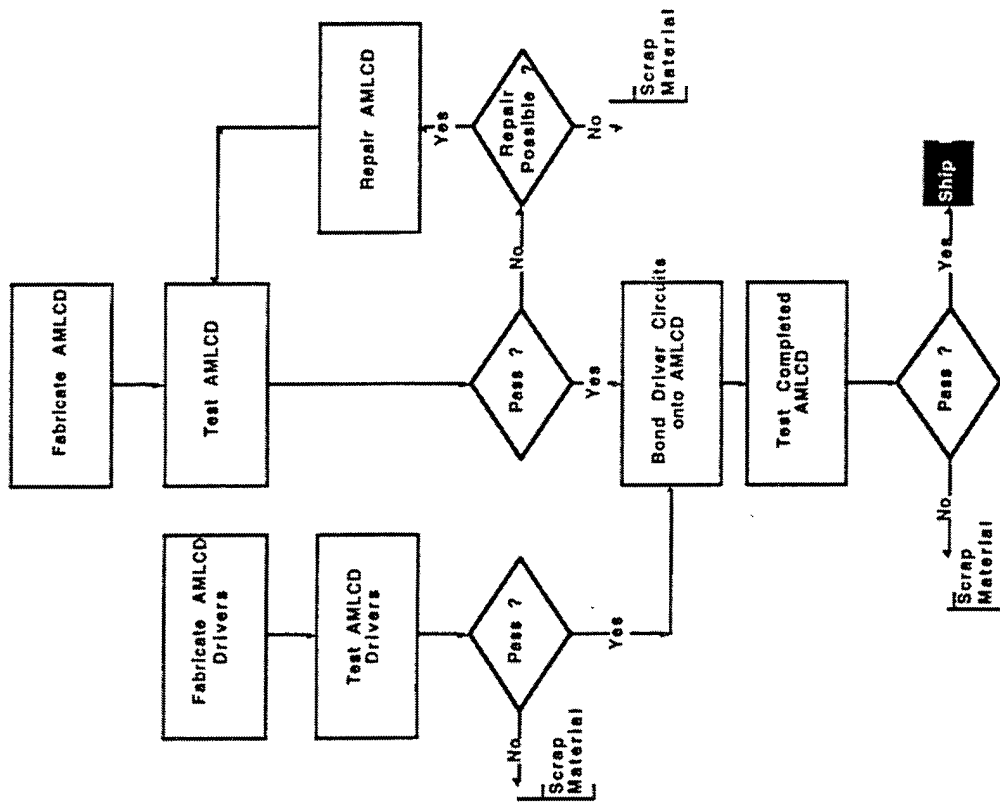 Fabricate AMLCD
Test AMLCD
Repair AMLCD
Yes
Repair
Possible ?
No
Scrap
Material
No
Pass ?
Yes
Fabricate AMLCD
Drivers
Test AMLCD
Drivers
Pass ?
No
Scrap
Material
Yes
Bond Driver Circuits
onto AMLCD
Test Completed
AMLCD
Pass ?
Yes
Ship
No
Scrap
Material